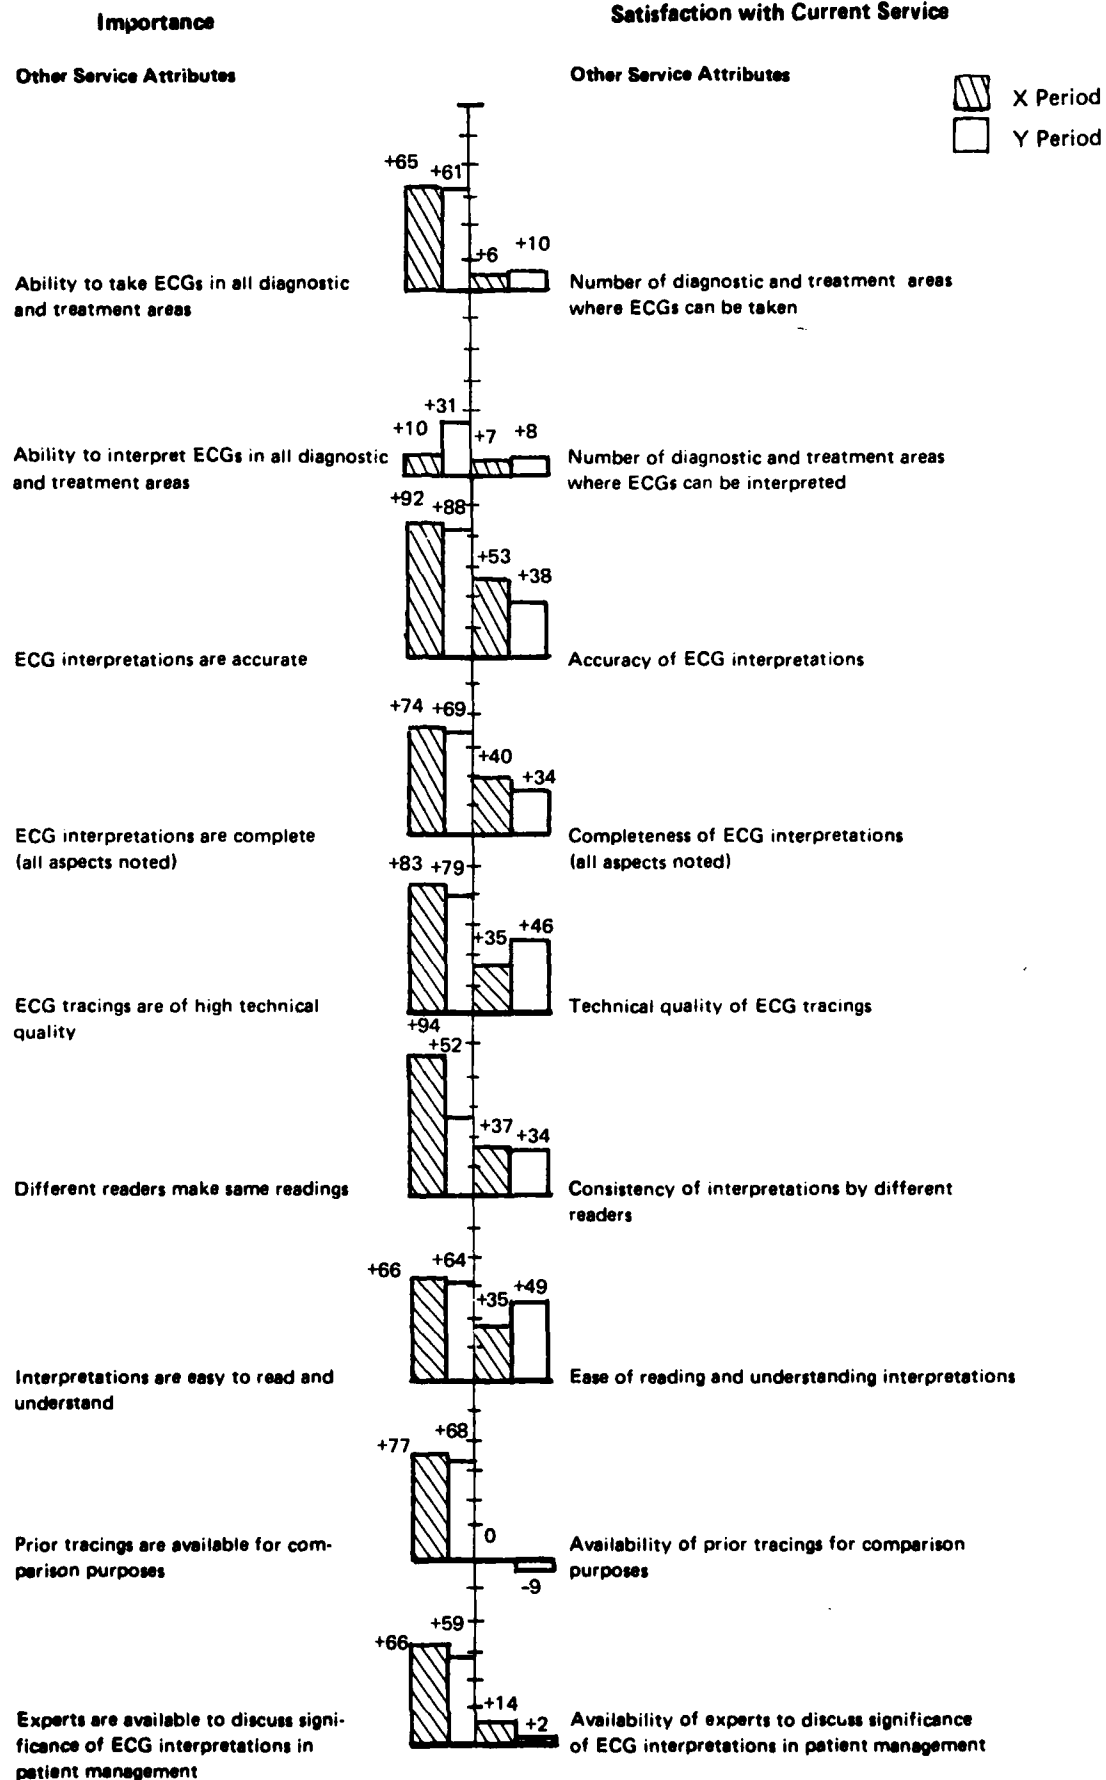 Importance
Satisfaction with Current Service
Other Service Attributes
Other Service Attributes
X Period
Y Period
+65
+61
+6
+10
Ability to take ECGs in all diagnostic
and treatment areas
Number of diagnostic and treatment areas
where ECGs can be taken
+10
+31
+7
+8
Ability to interpret ECGs in all diagnostic
and treatment areas
Number of diagnostic and treatment areas
where ECGs can be interpreted
+92
+88
+53
+38
ECG interpretations are accurate
Accuracy of ECG interpretations
+74
+69
+40
+34
ECG interpretations are complete
(all aspects noted)
Completeness of ECG interpretations
(all aspects noted)
+83
+79
+35
+46
ECG tracings are of high technical
quality
Technical quality of ECG tracings
+94
+52
+37
+34
Different readers make same readings
Consistency of interpretations by different
readers
+66
+64
+35
+49
Interpretations are easy to read and
understand
Ease of reading and understanding interpretations
+77
+68
0
-9
Prior tracings are available for com-
parison purposes
Availability of prior tracings for comparison
purposes
+66
+59
+14
+2
Experts are available to discuss signi-
ficance of ECG interpretations in
patient management
Availability of experts to discuss significance
of ECG interpretations in patient management